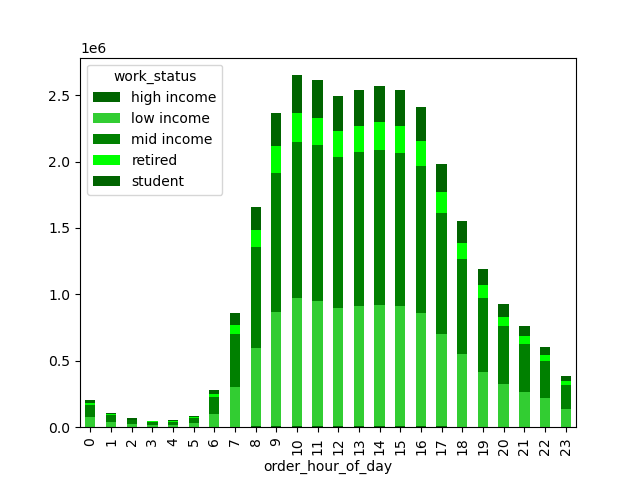 1e6
work_status
high income
low income
mid income
retired
student
2.5
2.0
1.5
1.0
0.5
0.0
0 1 2 3 4 5 6 7 8 9 10 11 12 13 14 15 16 17 18 19 20 21 22 23
order_hour_of_day